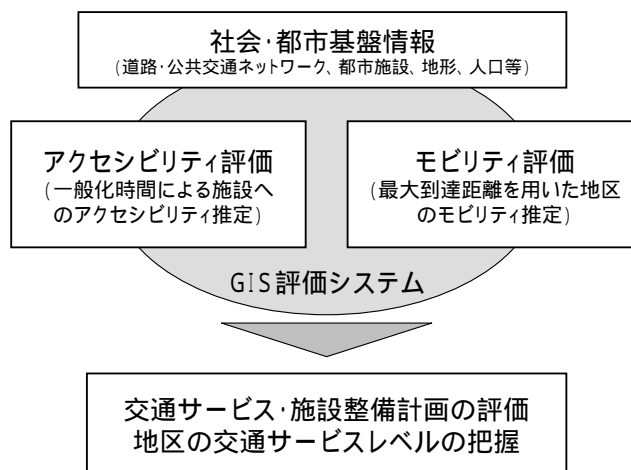 社会・都市基盤情報
(道路・公共交通ネットワーク、都市施設、地形、人口等)
アクセシビリティ評価
(一般化時間による施設へ
のアクセシビリティ推定)
モビリティ評価
(最大到達距離を用いた地区
のモビリティ推定)
GIS評価システム
交通サービス・施設整備計画の評価
地区の交通サービスレベルの把握